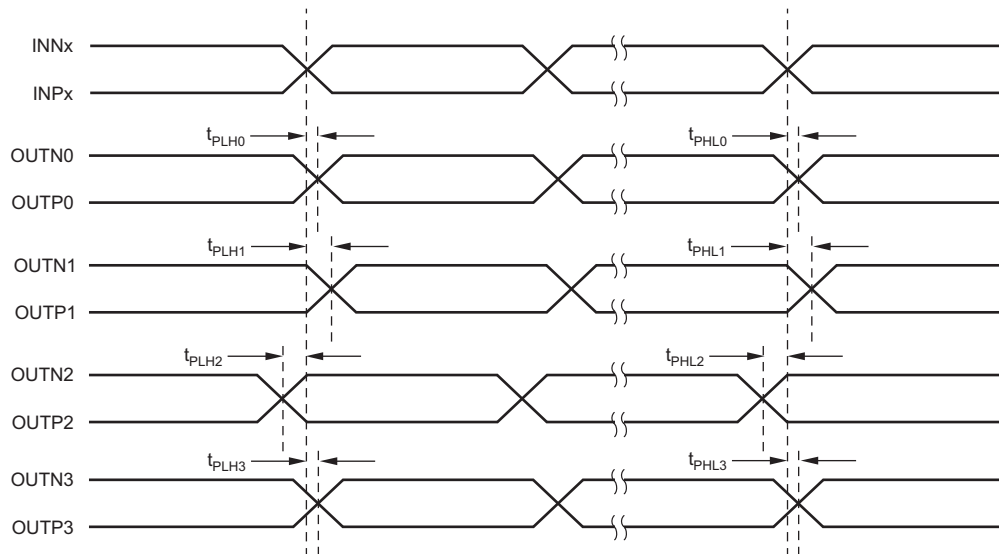 INNx
INPx
tPLH0
tPHL0
OUTN0
OUTP0
tPLH1
tPHL1
OUTN1
OUTP1
tPLH2
tPHL2
OUTN2
OUTP2
tPLH3
tPHL3
OUTN3
OUTP3